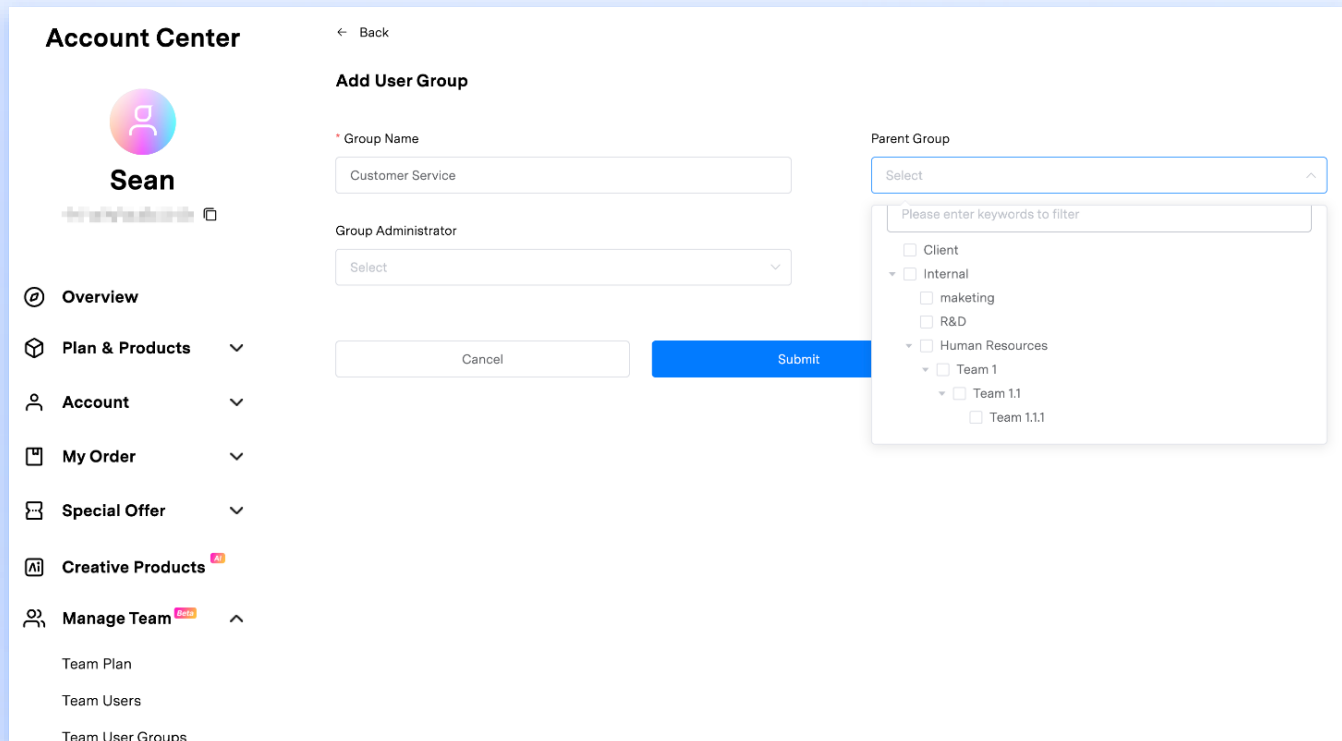 Account Center
Sean
Overview
Plan & Products
Account
My Order
Special Offer
Creative Products AI
Manage Team Beta
Team Plan
Team Users
Team User Groups
← Back
Add User Group
* Group Name
Customer Service
Parent Group
Select
Please enter keywords to filter
Client
Internal
maketing
R&D
Human Resources
Team 1
Team 1.1
Team 1.1.1
Group Administrator
Select
Cancel
Submit